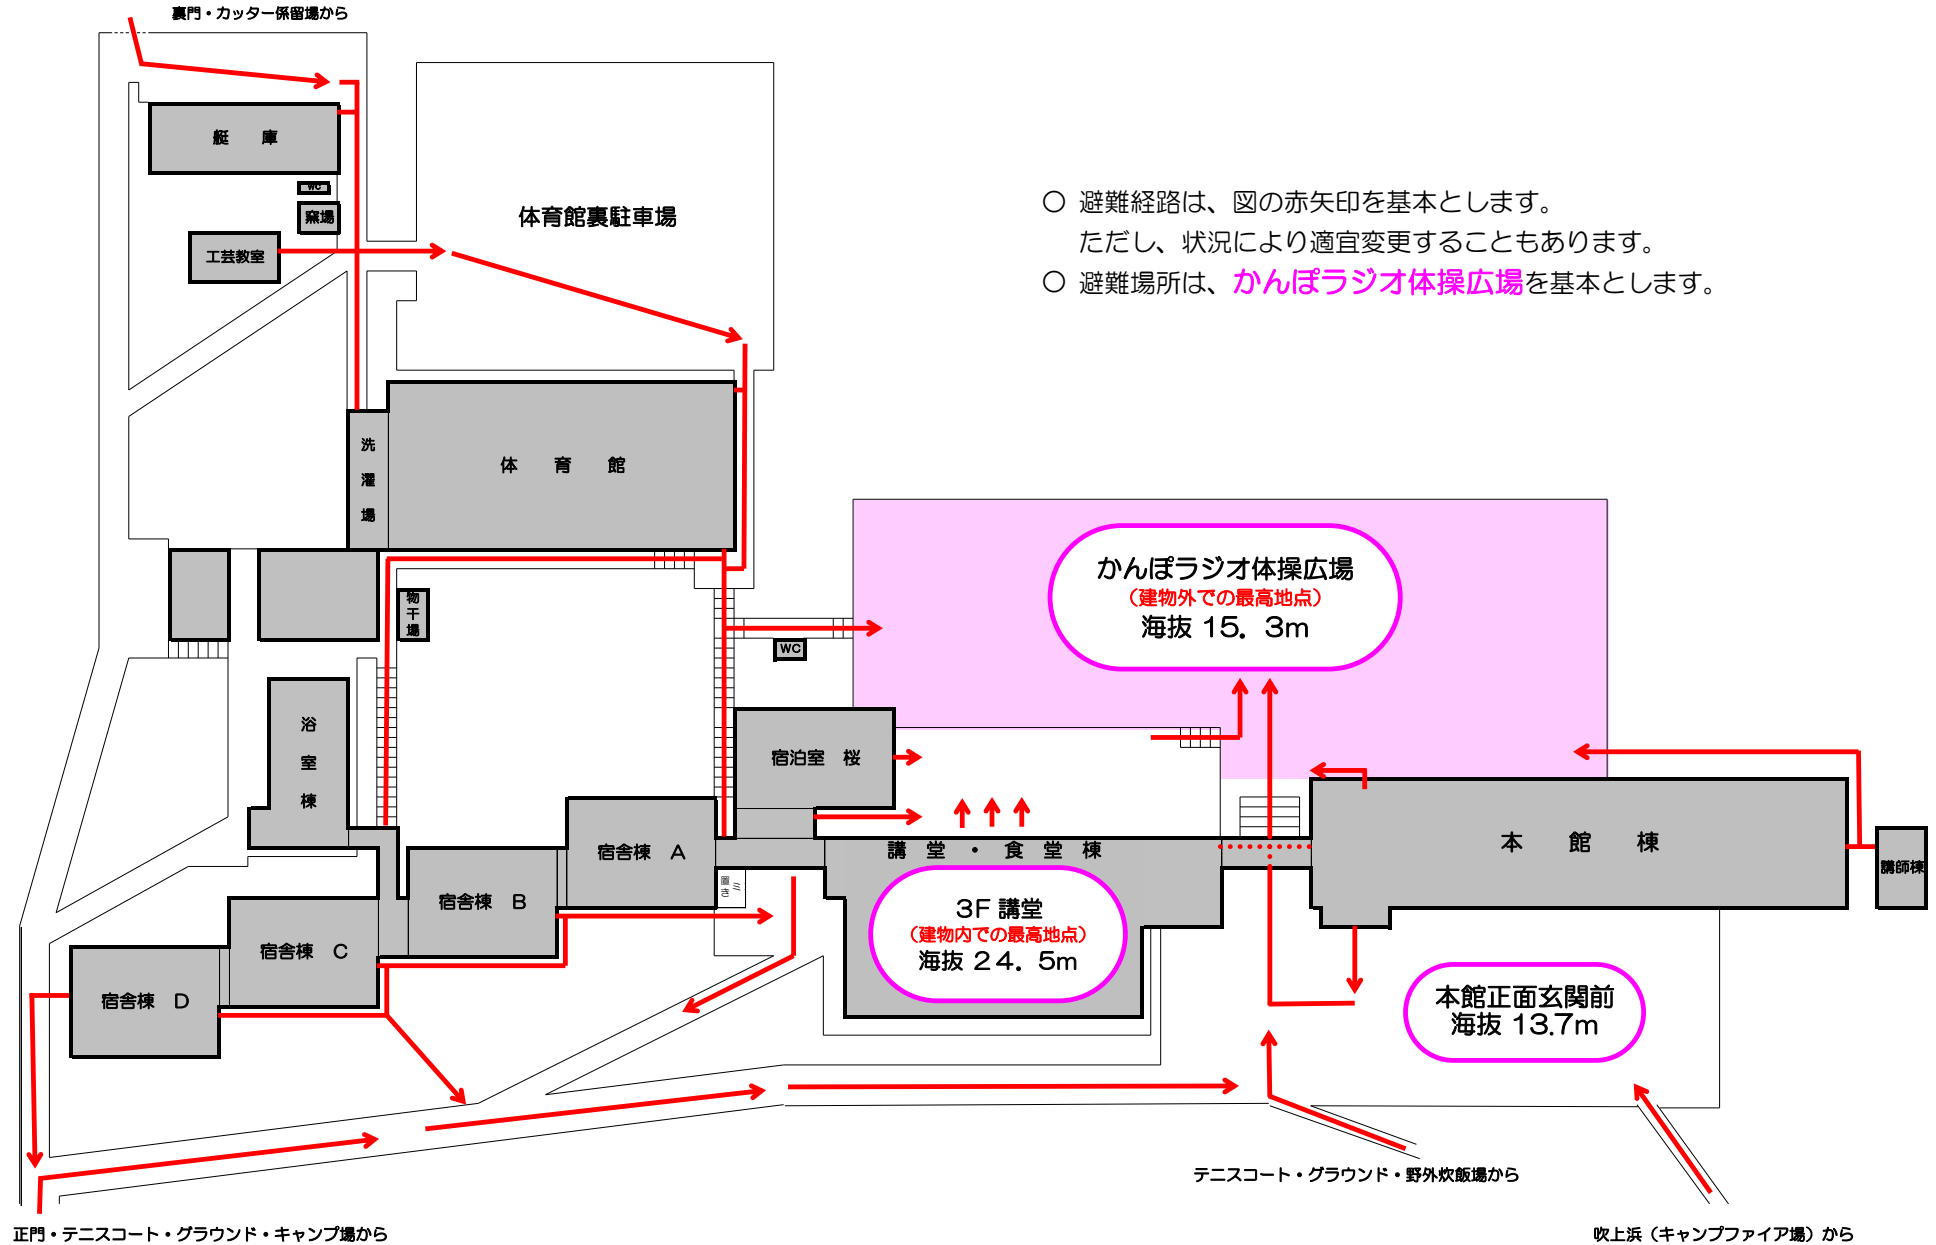 裏門・カッター係留場から
艇　庫
WC
窯場
工芸教室
体育館裏駐車場
○ 避難経路は、図の赤矢印を基本とします。
ただし、状況により適宜変更することもあります。
○ 避難場所は、かんぽラジオ体操広場を基本とします。
洗濯場
体　育　館
物干場
かんぽラジオ体操広場
（建物外での最高地点）
海抜 15．3m
WC
浴室棟
宿泊室　桜
宿舎棟　A
講　堂　・　食　堂　棟
本　館　棟
講師棟
宿舎棟　B
3F 講堂
（建物内での最高地点）
海抜 24．5m
宿舎棟　C
宿舎棟　D
本館正面玄関前
海抜 13.7m
テニスコート・グラウンド・野外炊飯場から
正門・テニスコート・グラウンド・キャンプ場から
吹上浜（キャンプファイア場）から